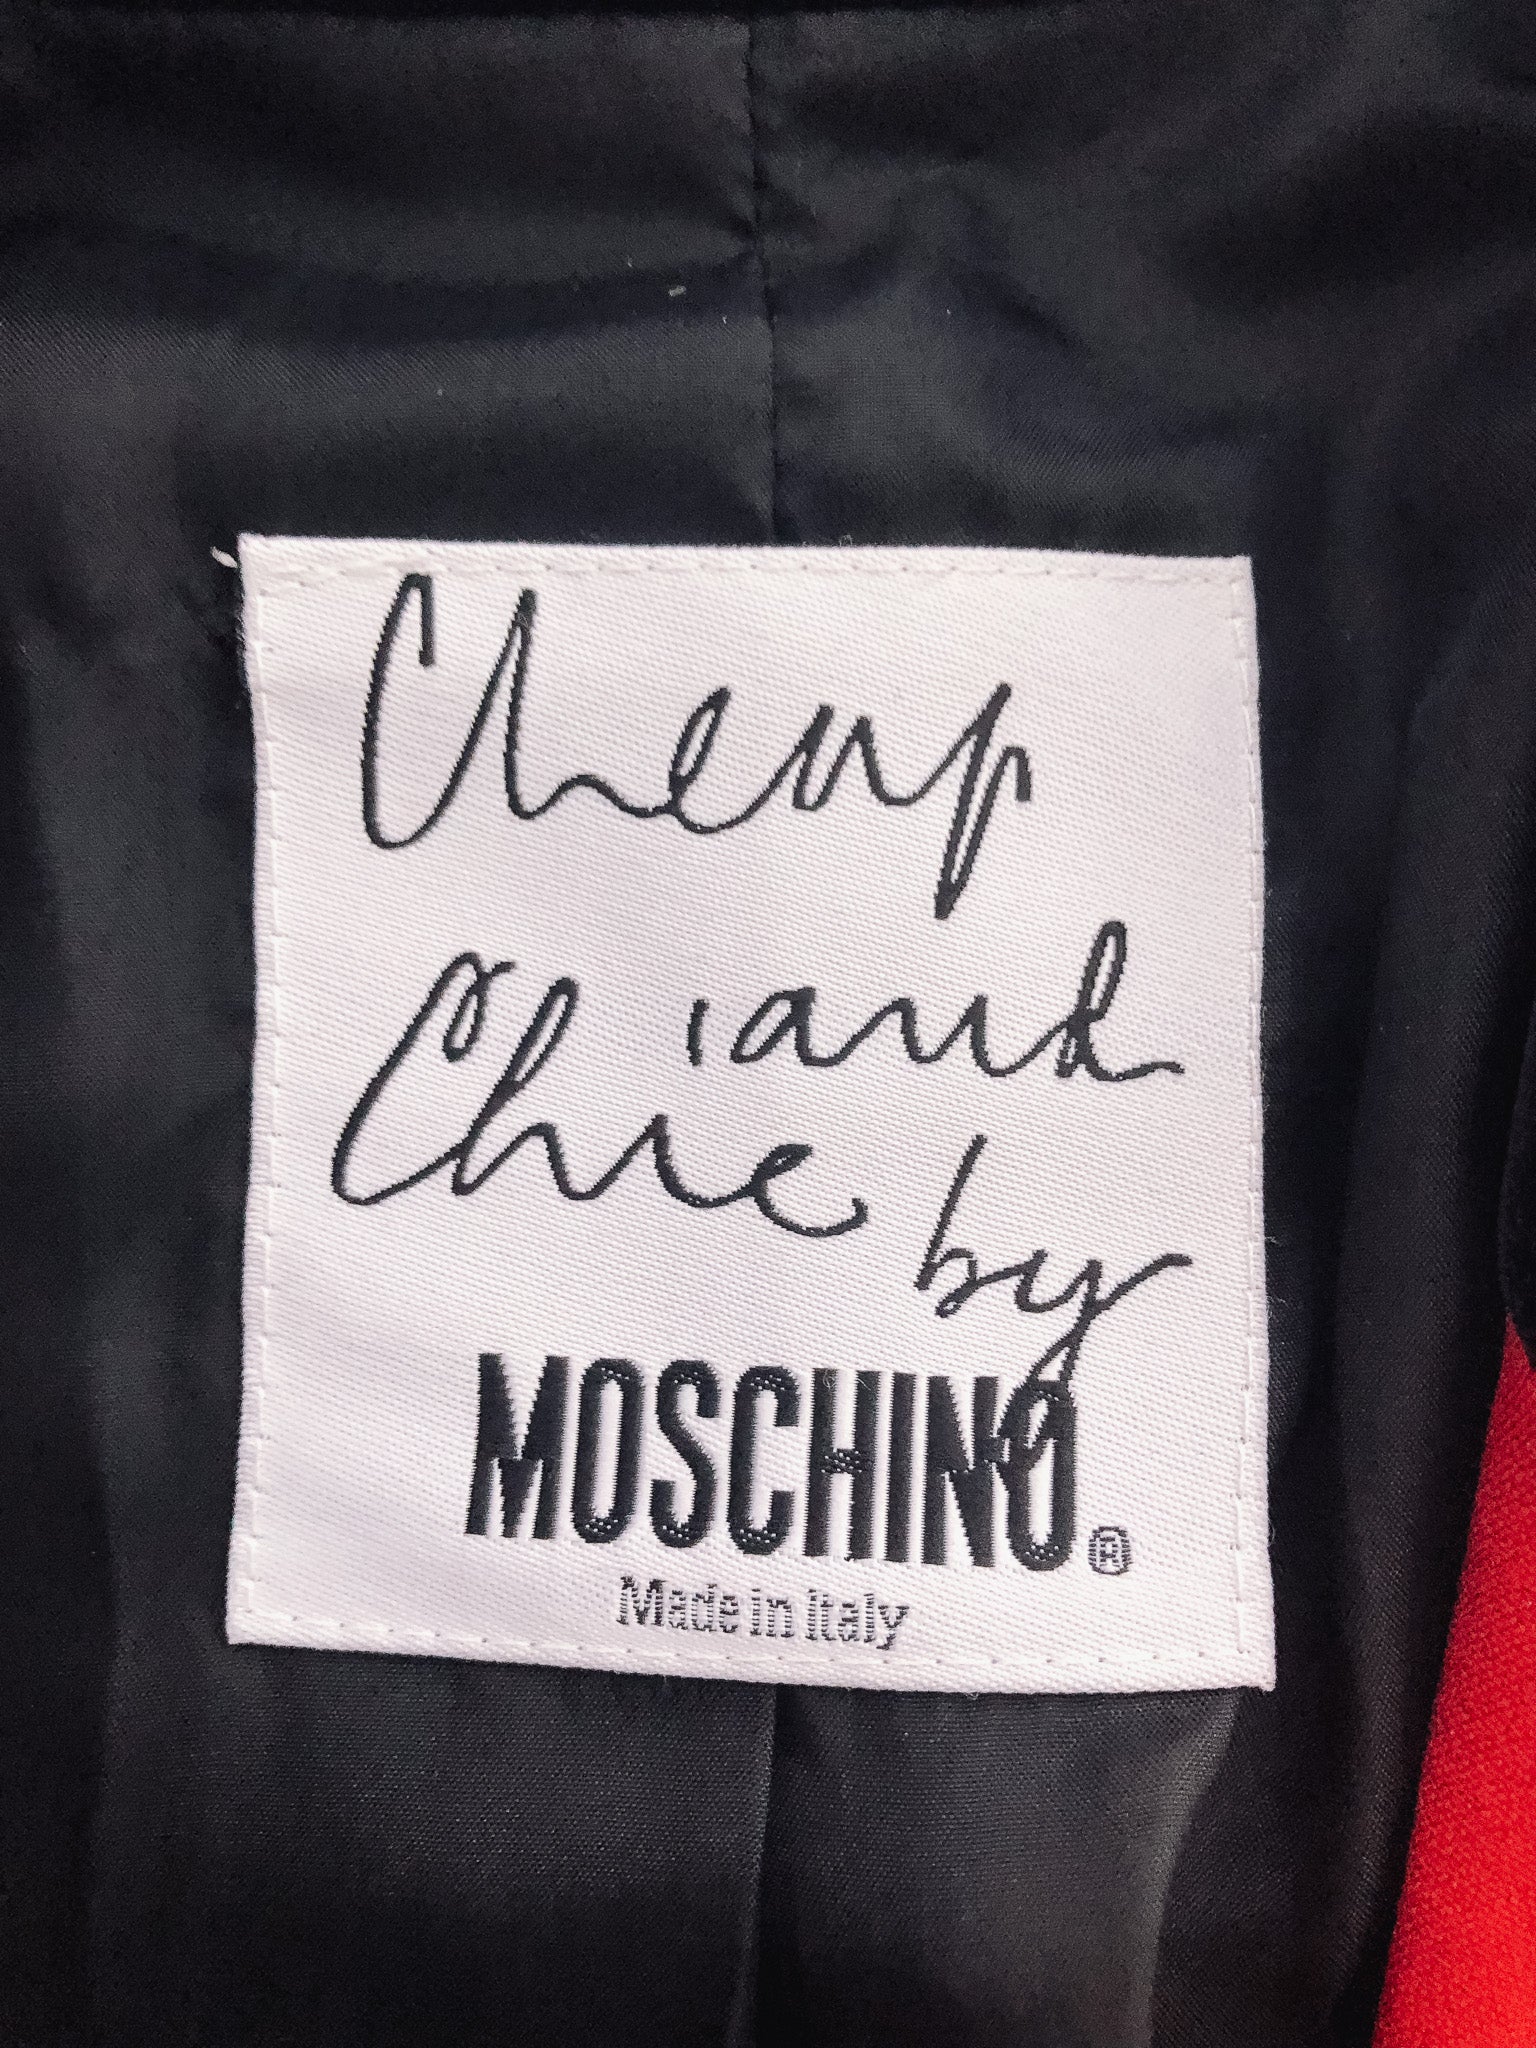 Cheap
and
Chic by
MOSCHINO®
Made in Italy